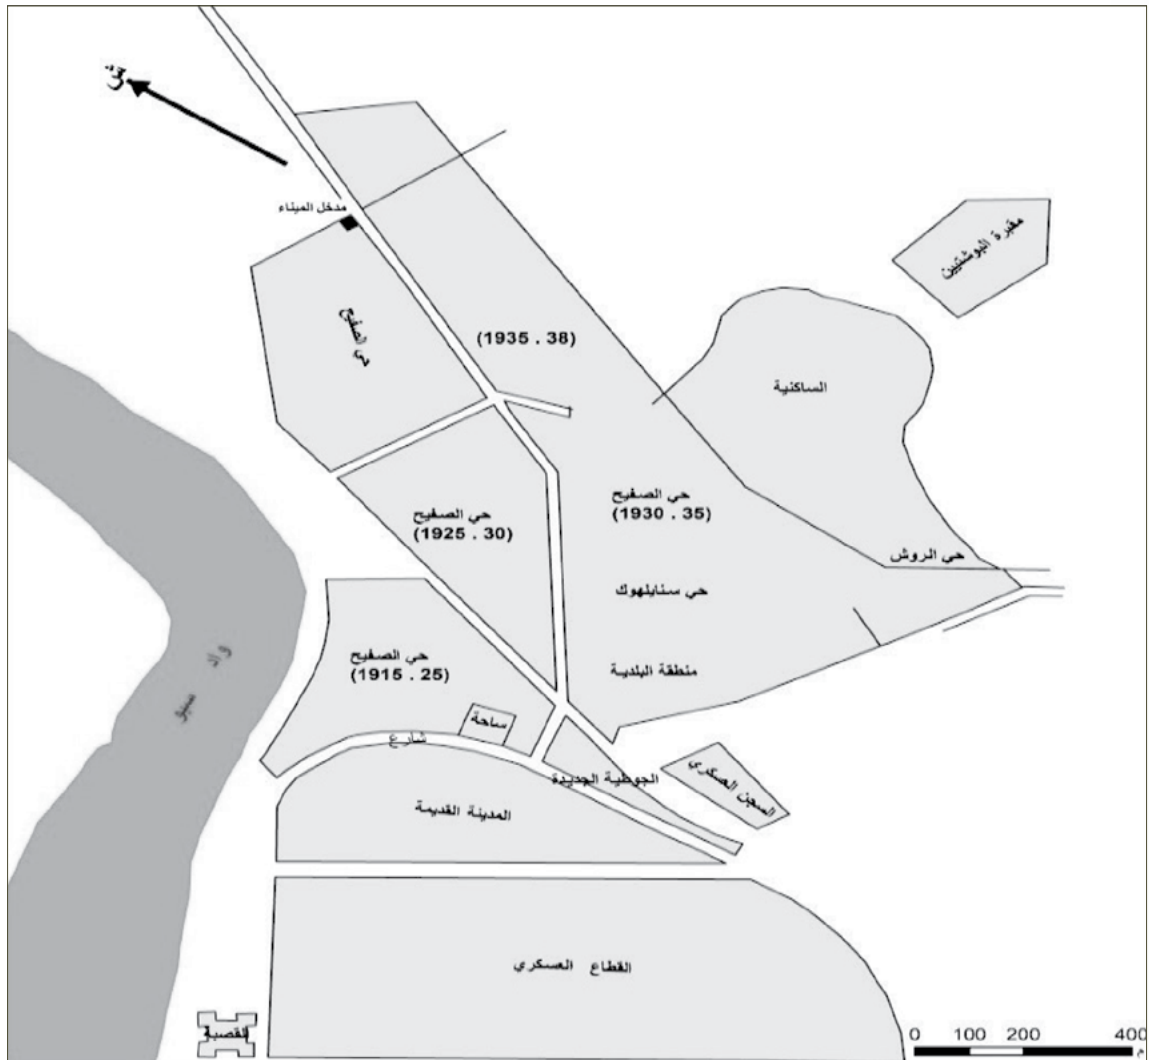 ش
مدخل الميناء
مقبرة البوشتيين
حي الصفيح
(1935 . 38)
الساكنية
حي الصفيح
(1925 . 30)
حي الصفيح
(1930 . 35)
حي الروش
حي سنايلهوك
واد سبو
حي الصفيح
(1915 . 25)
منطقة البلدية
ساحة
شارع
الجوطية الجديدة
السجن العسكري
المدينة القديمة
القطاع العسكري
القصبة
0 100 200 400
م